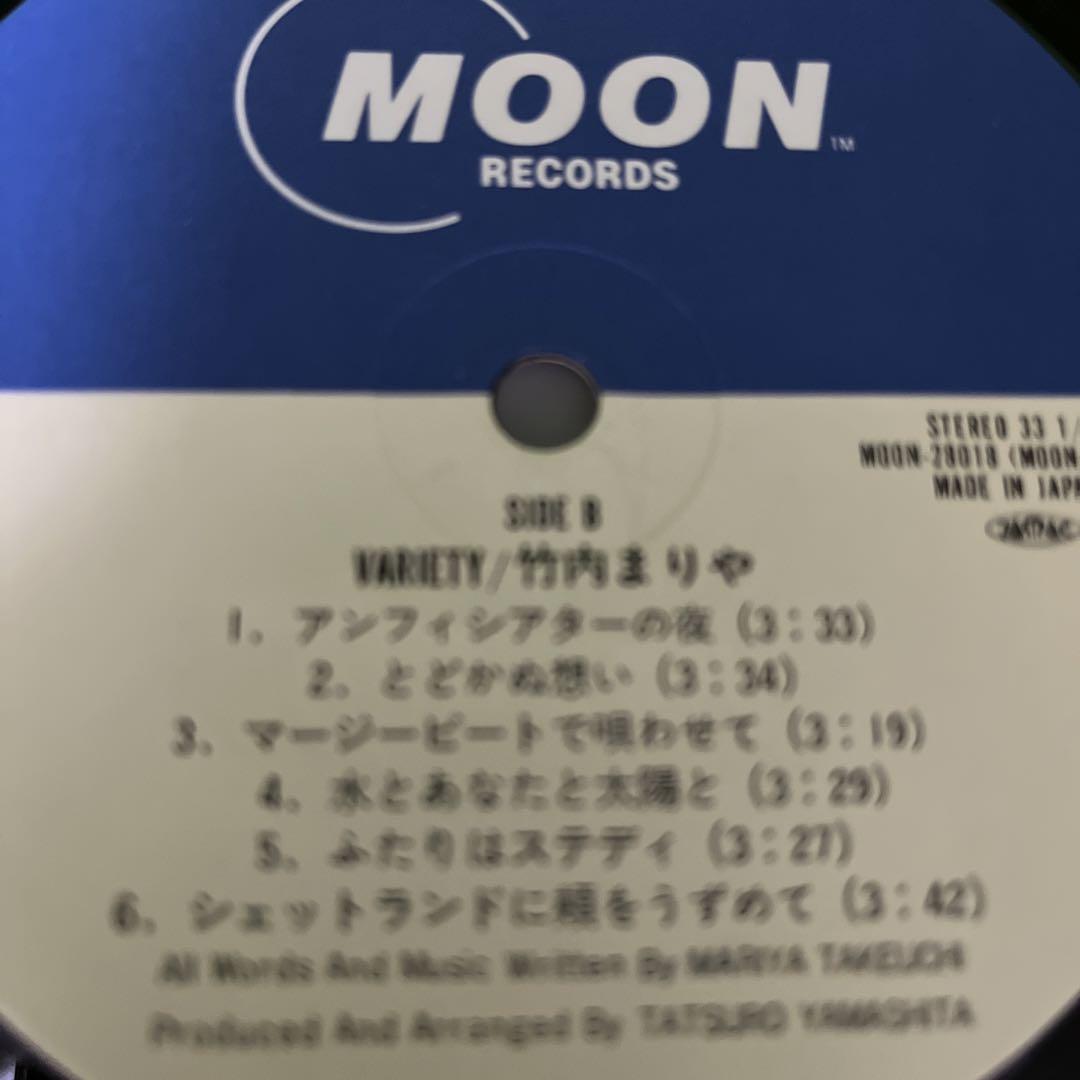 MOON
™
RECORDS
STEREO 33 1/
MOON-28018 (MOON-
MADE IN JAPA
JASRAC
SIDE B
VARIETY/竹内まりや
1. アンフィシアターの夜 (3:33)
2. とどかぬ想い (3:34)
3. マージービートで唄わせて (3:19)
4. 水とあなたと太陽と (3:29)
5. ふたりはステディ (3:27)
6. シェットランドに頬をうずめて (3:42)
All Words And Music Written By MARIYA TAKEUCHI
Produced And Arranged By TATSURO YAMASHITA